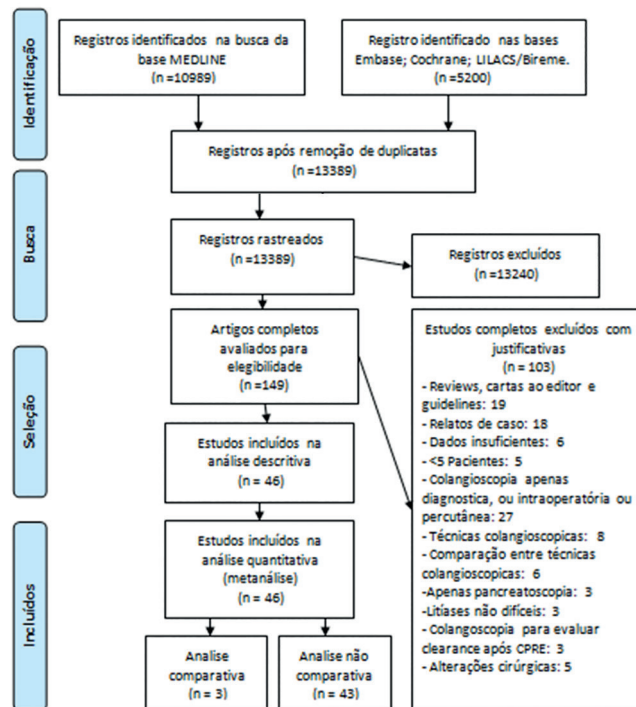 Identificação
Registros identificados na busca da
base MEDLINE
(n =10989)
Registro identificado nas bases
Embase; Cochrane; LILACS/Bireme.
(n =5200)
Registros após remoção de duplicatas
(n =13389)
Busca
Registros rastreados
(n =13389)
Registros excluídos
(n =13240)
Seleção
Artigos completos
avaliados para
elegibilidade
(n =149)
Estudos completos excluídos com
justificativas
(n = 103)
- Reviews, cartas ao editor e
guidelines: 19
- Relatos de caso: 18
- Dados insuficientes: 6
- <5 Pacientes: 5
- Colangioscopia apenas
diagnostica, ou intraoperatória ou
percutânea: 27
- Técnicas colangioscopicas: 8
- Comparação entre técnicas
colangioscopicas: 6
-Apenas pancreatoscopia: 3
- Litíases não difíceis: 3
- Colangoscopia para evaluar
clearance após CPRE: 3
- Alterações cirúrgicas: 5
Estudos incluídos na
análise descritiva
(n = 46)
Incluídos
Estudos incluídos na
análise quantitativa
(metanálise)
(n = 46)
Analise
comparativa
(n = 3)
Analise não
comparativa
(n = 43)